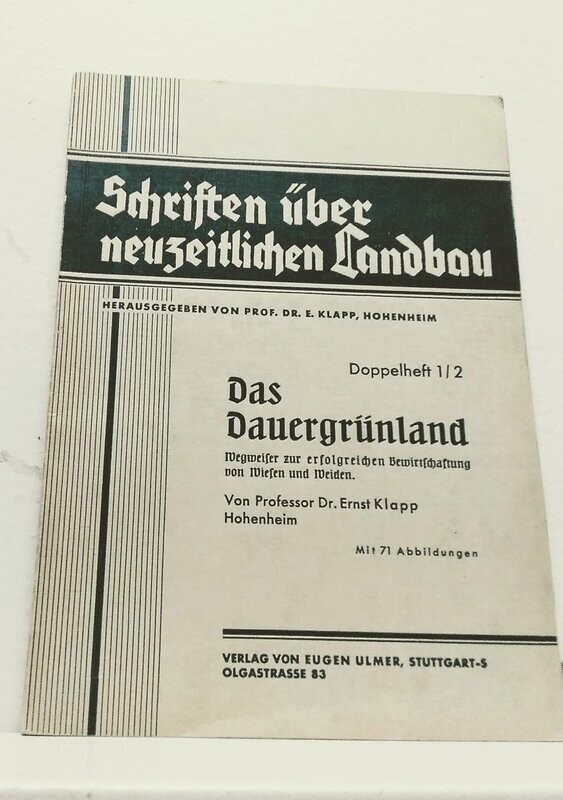 Schriften über
neuzeitlichen Landbau
HERAUSGEGEBEN VON PROF. DR. E. KLAPP, HOHENHEIM
Doppelheft 1/2
Das
Dauergrünland
Wegweiser zur erfolgreichen Bewirtschaftung
von Wiesen und Weiden.
Von Professor Dr. Ernst Klapp
Hohenheim
Mit 71 Abbildungen
VERLAG VON EUGEN ULMER, STUTTGART-S
OLGASTRASSE 83